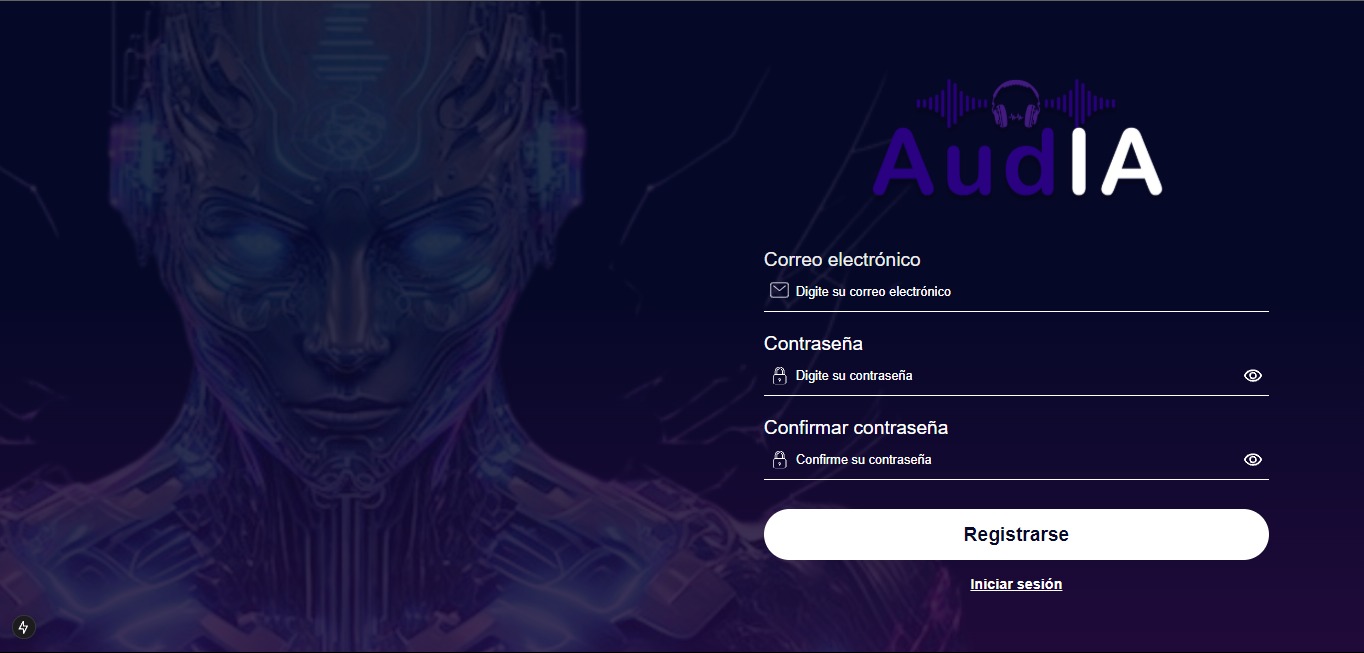 AudIA
Correo electrónico
Digite su correo electrónico
Contraseña
Digite su contraseña
Confirmar contraseña
Confirme su contraseña
Registrarse
Iniciar sesión